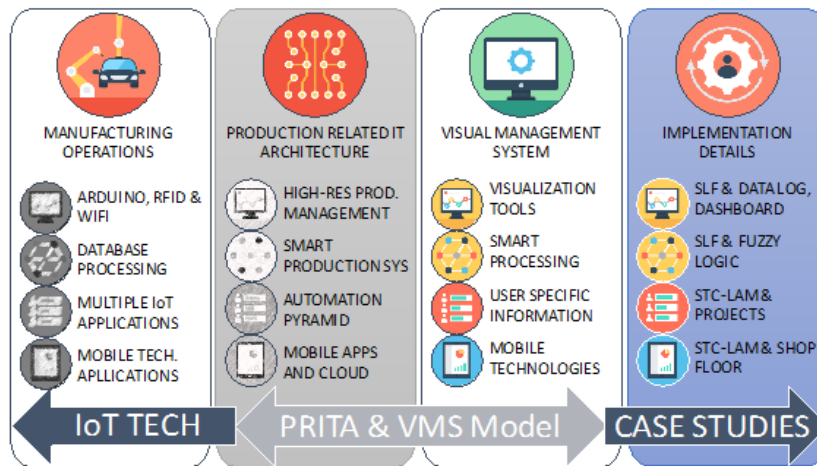 MANUFACTURING
OPERATIONS
ARDUINO, RFID &
WIFI
DATABASE
PROCESSING
MULTIPLE IoT
APPLICATIONS
MOBILE TECH.
APLLICATIONS
PRODUCTION RELATED IT
ARCHITECTURE
HIGH-RES PROD.
MANAGEMENT
SMART
PRODUCTION SYS
AUTOMATION
PYRAMID
MOBILE APPS
AND CLOUD
VISUAL MANAGEMENT
SYSTEM
VISUALIZATION
TOOLS
SMART
PROCESSING
USER SPECIFIC
INFORMATION
MOBILE
TECHNOLOGIES
IMPLEMENTATION
DETAILS
SLF & DATALOG,
DASHBOARD
SLF & FUZZY
LOGIC
STC-LAM &
PROJECTS
STC-LAM & SHOP
FLOOR
IoT TECH
PRITA & VMS Model
CASE STUDIES